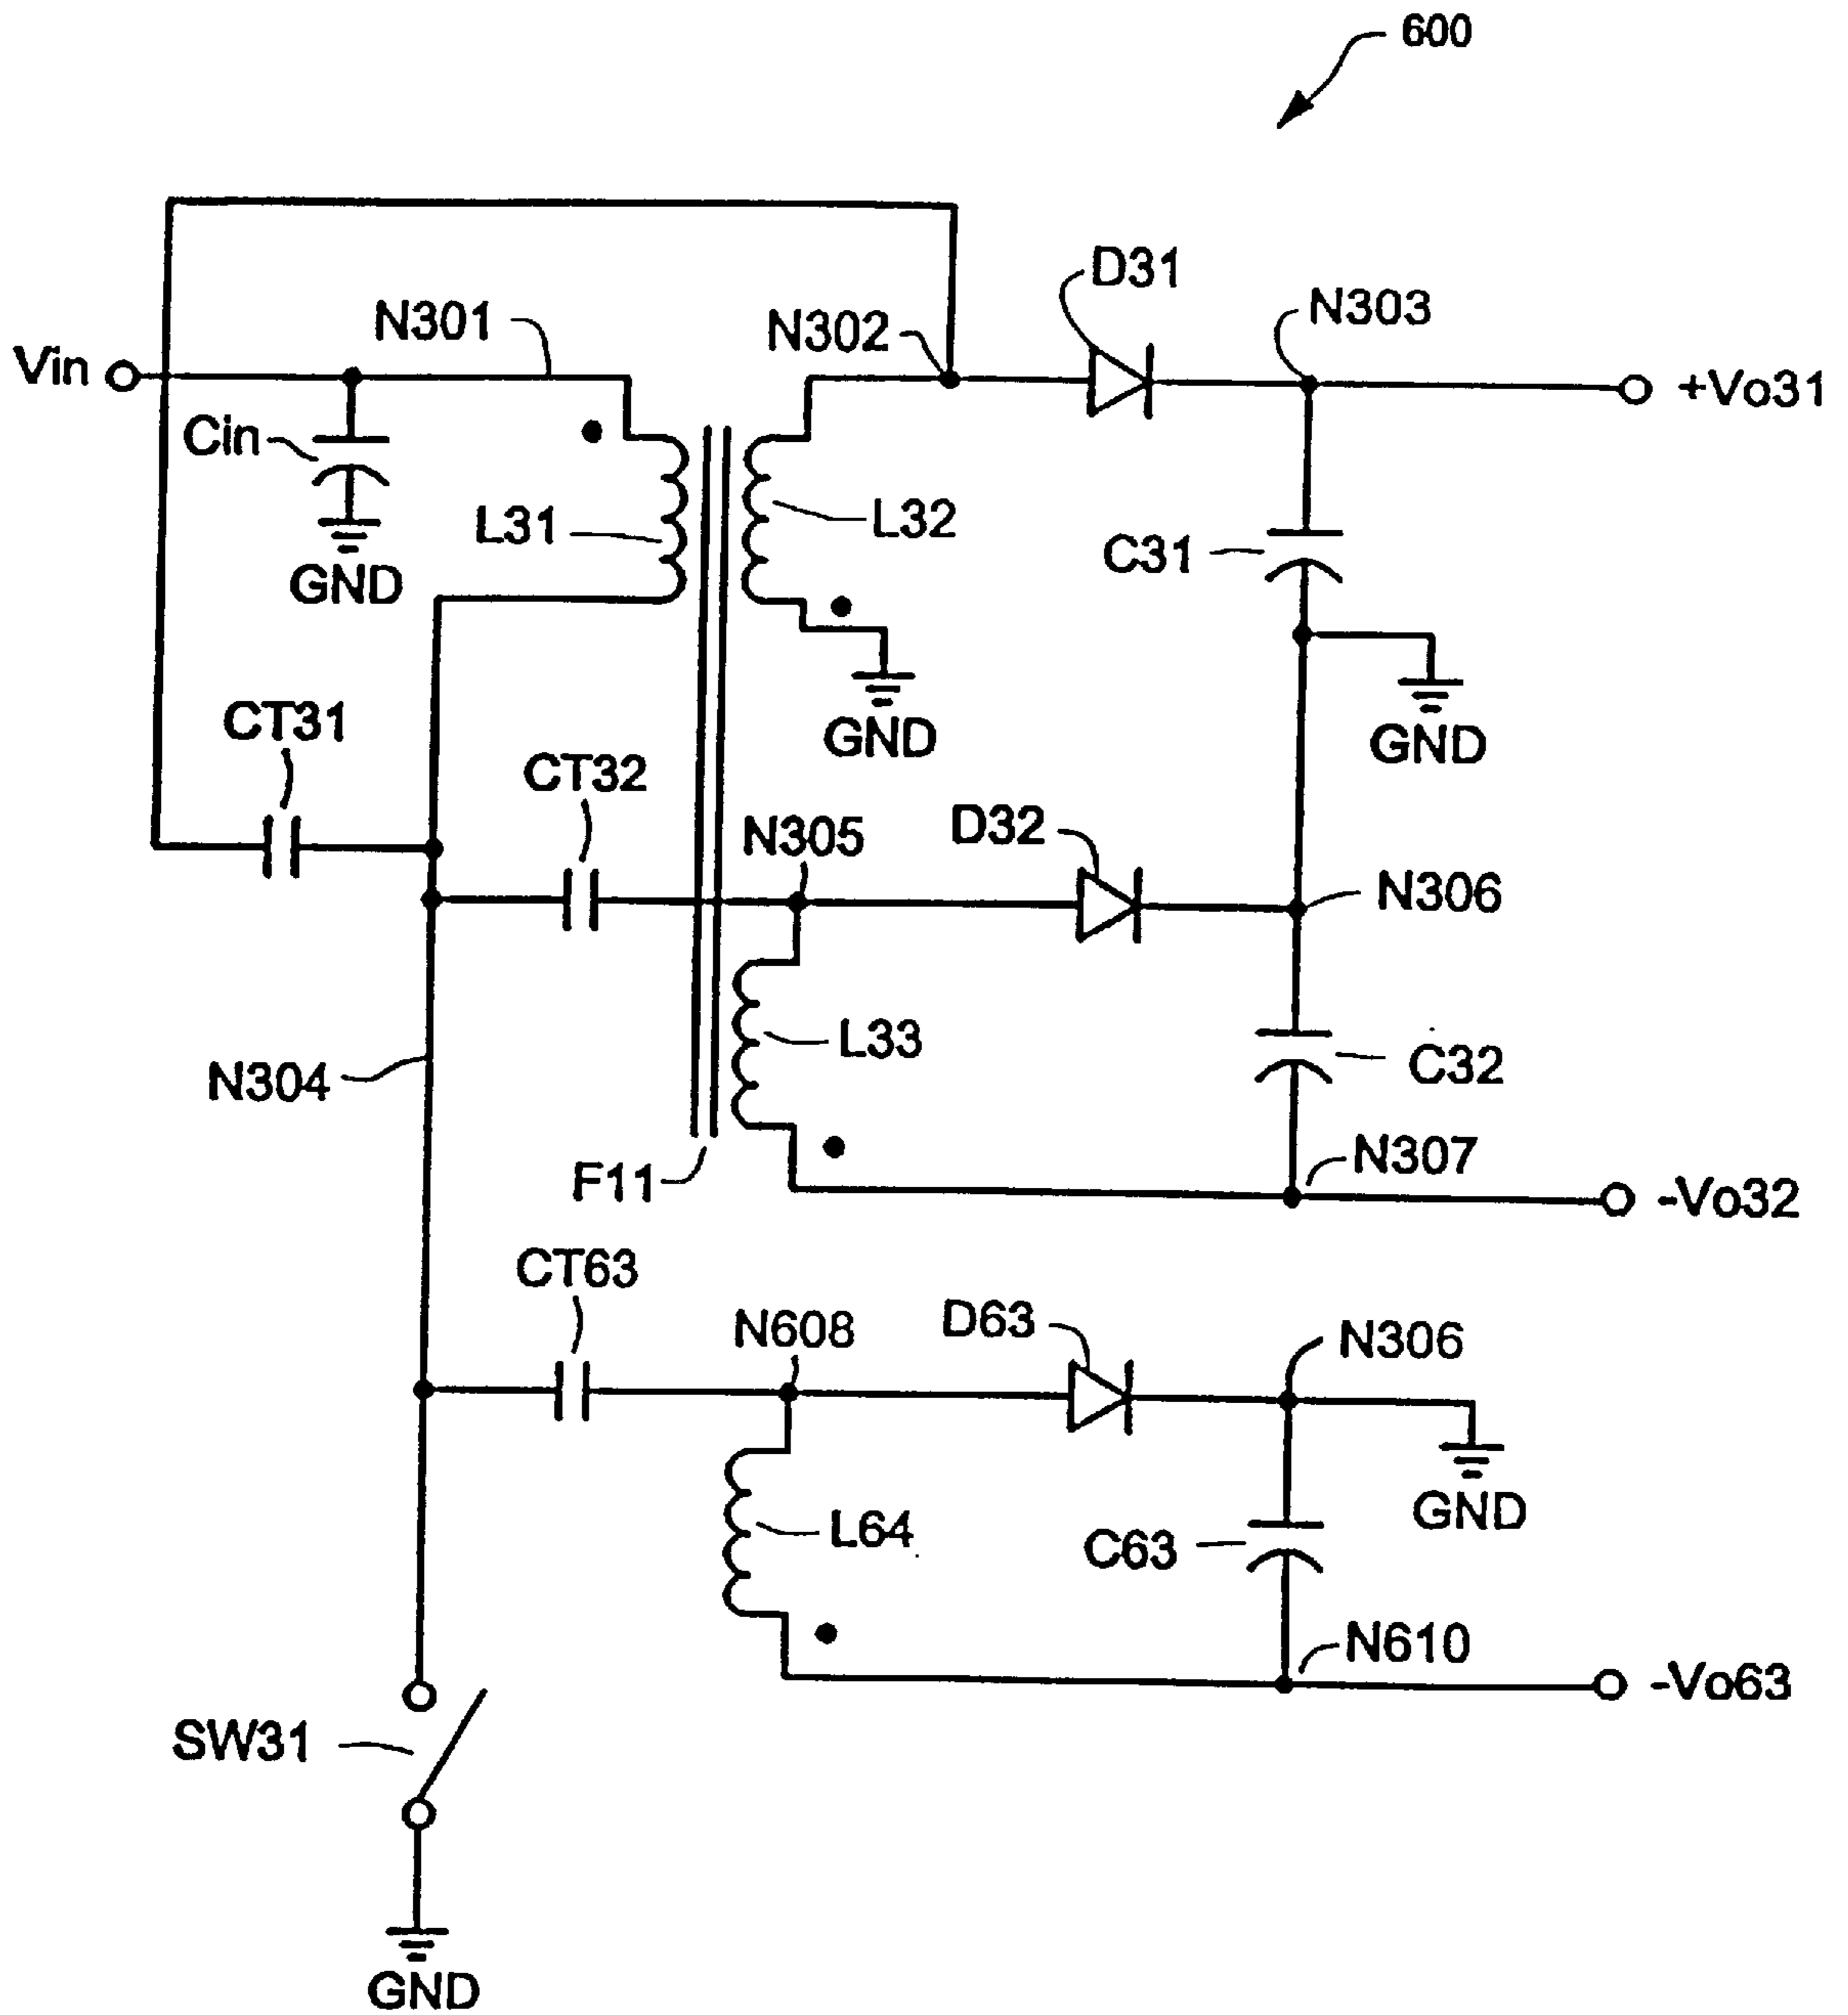 600
D31
N301
N302
N303
Vin
+Vo31
Cin
L31
L32
C31
GND
CT31
GND
GND
CT32
N305
D32
N306
L33
C32
N304
N307
F11
-Vo32
CT63
N608
D63
N306
L64
C63
GND
N610
-Vo63
SW31
GND